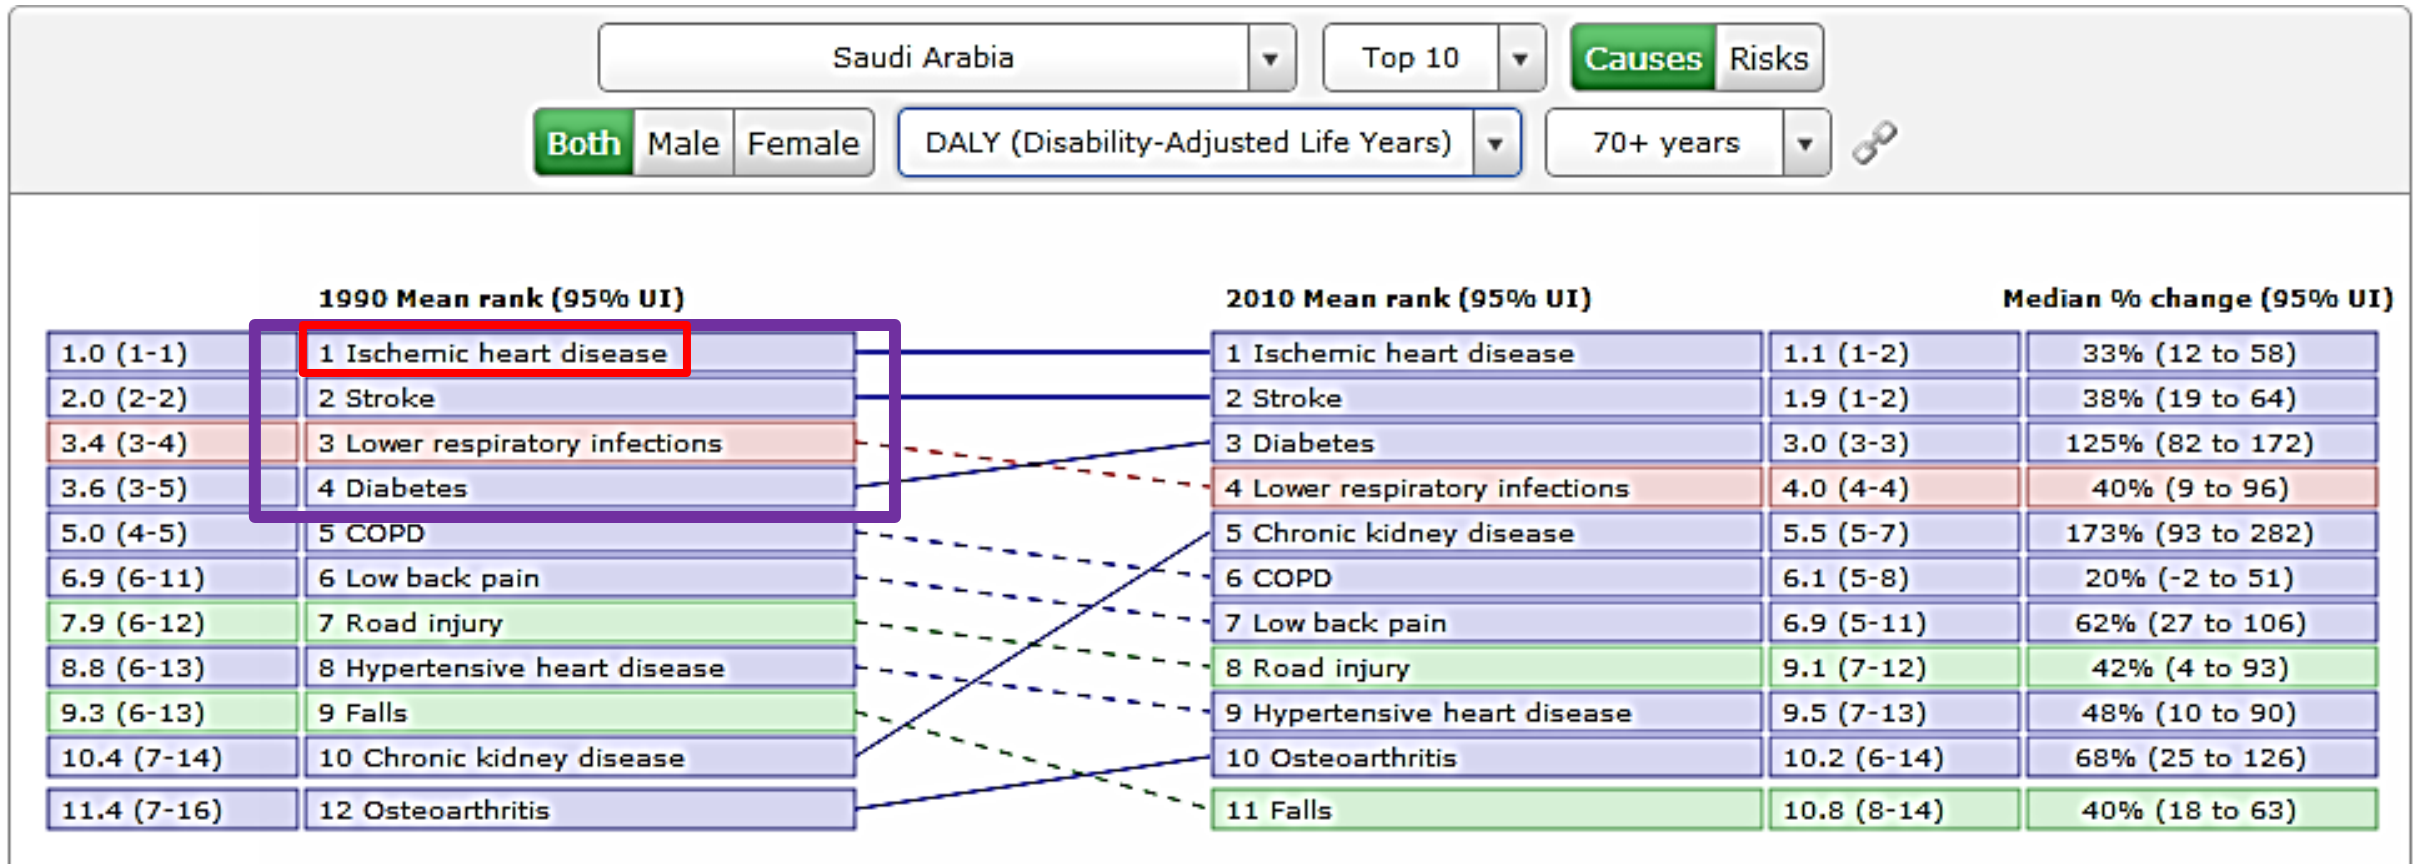 Saudi Arabia Top 10 Causes Risks
Both Male Female DALY (Disability-Adjusted Life Years) 70+ years
1990 Mean rank (95% UI) 2010 Mean rank (95% UI) Median % change (95% UI)
1.0 (1-1) 1 Ischemic heart disease 1 Ischemic heart disease 1.1 (1-2) 33% (12 to 58)
2.0 (2-2) 2 Stroke 2 Stroke 1.9 (1-2) 38% (19 to 64)
3.4 (3-4) 3 Lower respiratory infections 3 Diabetes 3.0 (3-3) 125% (82 to 172)
3.6 (3-5) 4 Diabetes 4 Lower respiratory infections 4.0 (4-4) 40% (9 to 96)
5.0 (4-5) 5 COPD 5 Chronic kidney disease 5.5 (5-7) 173% (93 to 282)
6.9 (6-11) 6 Low back pain 6 COPD 6.1 (5-8) 20% (-2 to 51)
7.9 (6-12) 7 Road injury 7 Low back pain 6.9 (5-11) 62% (27 to 106)
8.8 (6-13) 8 Hypertensive heart disease 8 Road injury 9.1 (7-12) 42% (4 to 93)
9.3 (6-13) 9 Falls 9 Hypertensive heart disease 9.5 (7-13) 48% (10 to 90)
10.4 (7-14) 10 Chronic kidney disease 10 Osteoarthritis 10.2 (6-14) 68% (25 to 126)
11.4 (7-16) 12 Osteoarthritis 11 Falls 10.8 (8-14) 40% (18 to 63)